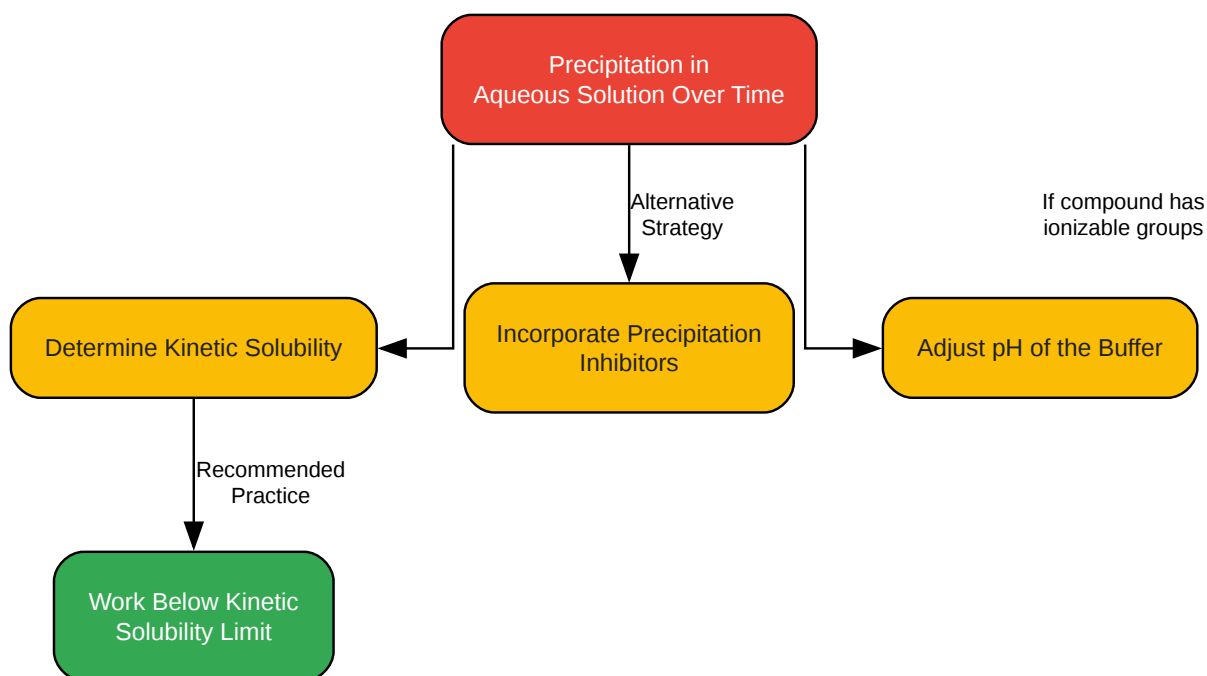 Precipitation in
Aqueous Solution Over Time
Alternative
Strategy
If compound has
ionizable groups
Determine Kinetic Solubility
Incorporate Precipitation
Inhibitors
Adjust pH of the Buffer
Recommended
Practice
Work Below Kinetic
Solubility Limit